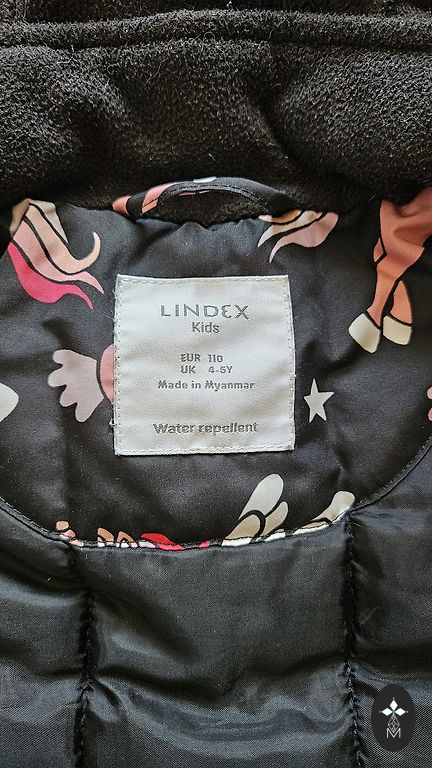 LINDEX
Kids
EUR 110
UK 4-5Y
Made in Myanmar
Water repellent
M